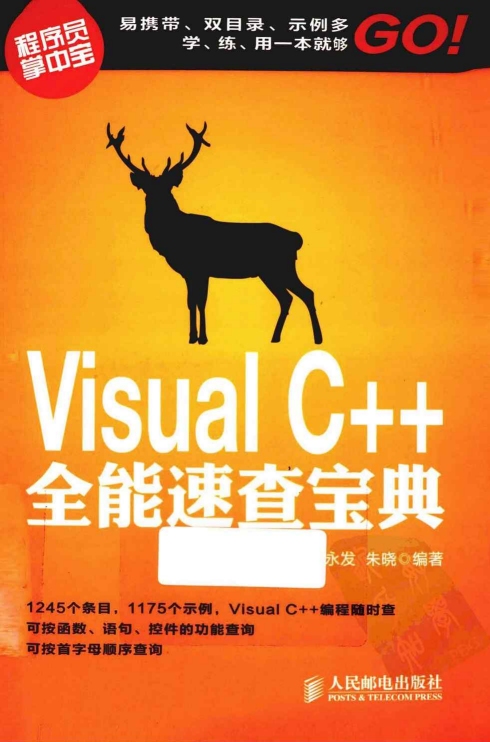 程序员
掌中宝
易携带、双目录、示例多
学、练、用一本就够
GO!
Visual C++
全能速查宝典
永发 朱晓 编著
1245个条目，1175个示例，Visual C++编程随时查
可按函数、语句、控件的功能查询
可按首字母顺序查询
人民邮电出版社
POSTS & TELECOM PRESS